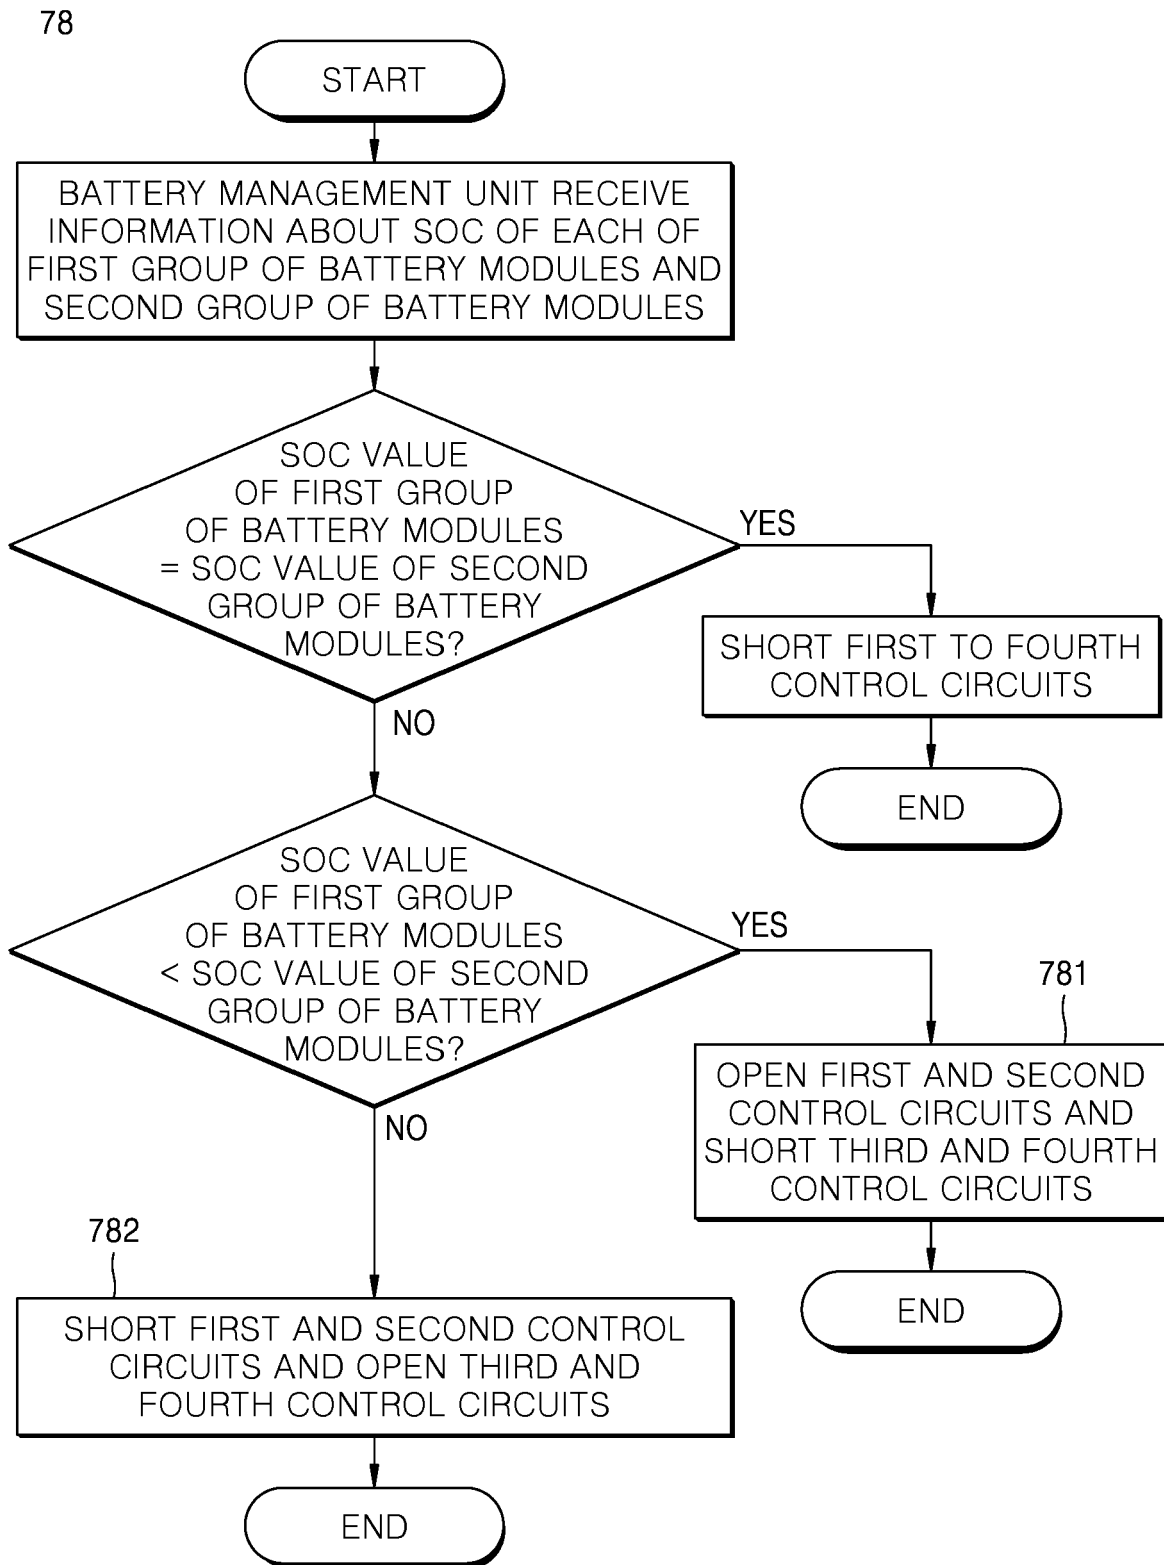 78
START
BATTERY MANAGEMENT UNIT RECEIVE
INFORMATION ABOUT SOC OF EACH OF
FIRST GROUP OF BATTERY MODULES AND
SECOND GROUP OF BATTERY MODULES
SOC VALUE
OF FIRST GROUP
OF BATTERY MODULES
= SOC VALUE OF SECOND
GROUP OF BATTERY
MODULES?
YES
SHORT FIRST TO FOURTH
CONTROL CIRCUITS
END
NO
SOC VALUE
OF FIRST GROUP
OF BATTERY MODULES
< SOC VALUE OF SECOND
GROUP OF BATTERY
MODULES?
YES
781
OPEN FIRST AND SECOND
CONTROL CIRCUITS AND
SHORT THIRD AND FOURTH
CONTROL CIRCUITS
END
NO
782
SHORT FIRST AND SECOND CONTROL
CIRCUITS AND OPEN THIRD AND
FOURTH CONTROL CIRCUITS
END